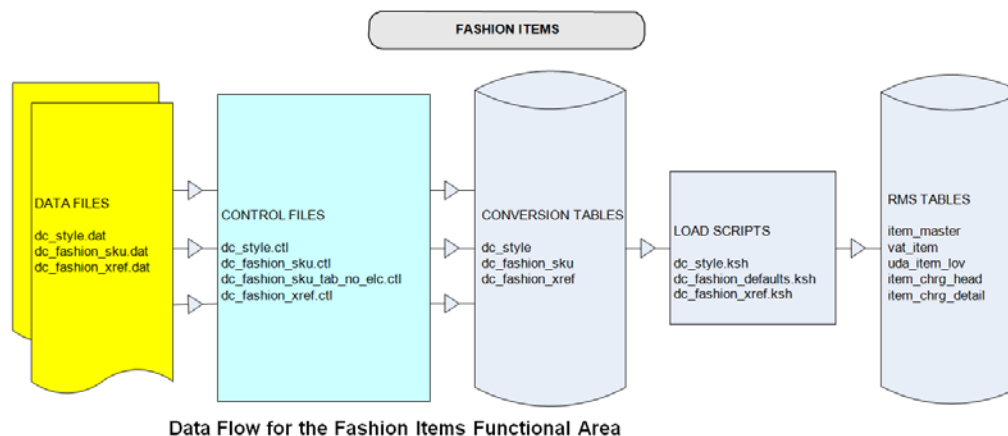 FASHION ITEMS
DATA FILES
dc_style.dat
dc_fashion_sku.dat
dc_fashion_xref.dat
CONTROL FILES
dc_style.ctl
dc_fashion_sku.ctl
dc_fashion_sku_tab_no_elc.ctl
dc_fashion_xref.ctl
CONVERSION TABLES
dc_style
dc_fashion_sku
dc_fashion_xref
LOAD SCRIPTS
dc_style.ksh
dc_fashion_defaults.ksh
dc_fashion_xref.ksh
RMS TABLES
item_master
vat_item
uda_item_lov
item_chrg_head
item_chrg_detail
Data Flow for the Fashion Items Functional Area